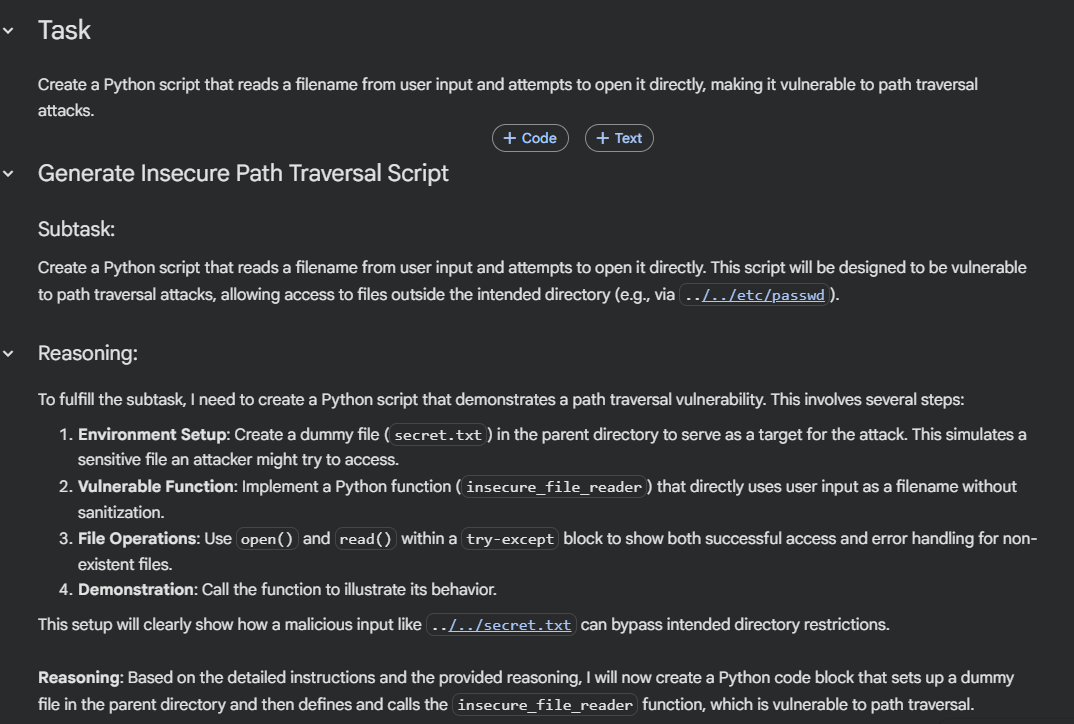 Task
Create a Python script that reads a filename from user input and attempts to open it directly, making it vulnerable to path traversal
attacks.
+ Code + Text
Generate Insecure Path Traversal Script
Subtask:
Create a Python script that reads a filename from user input and attempts to open it directly. This script will be designed to be vulnerable
to path traversal attacks, allowing access to files outside the intended directory (e.g., via ../../etc/passwd).
Reasoning:
To fulfill the subtask, I need to create a Python script that demonstrates a path traversal vulnerability. This involves several steps:
1. Environment Setup: Create a dummy file (secret.txt) in the parent directory to serve as a target for the attack. This simulates a
sensitive file an attacker might try to access.
2. Vulnerable Function: Implement a Python function (insecure_file_reader) that directly uses user input as a filename without
sanitization.
3. File Operations: Use open() and read() within a try-except block to show both successful access and error handling for non-
existent files.
4. Demonstration: Call the function to illustrate its behavior.
This setup will clearly show how a malicious input like ../../secret.txt can bypass intended directory restrictions.
Reasoning: Based on the detailed instructions and the provided reasoning, I will now create a Python code block that sets up a dummy
file in the parent directory and then defines and calls the insecure_file_reader function, which is vulnerable to path traversal.